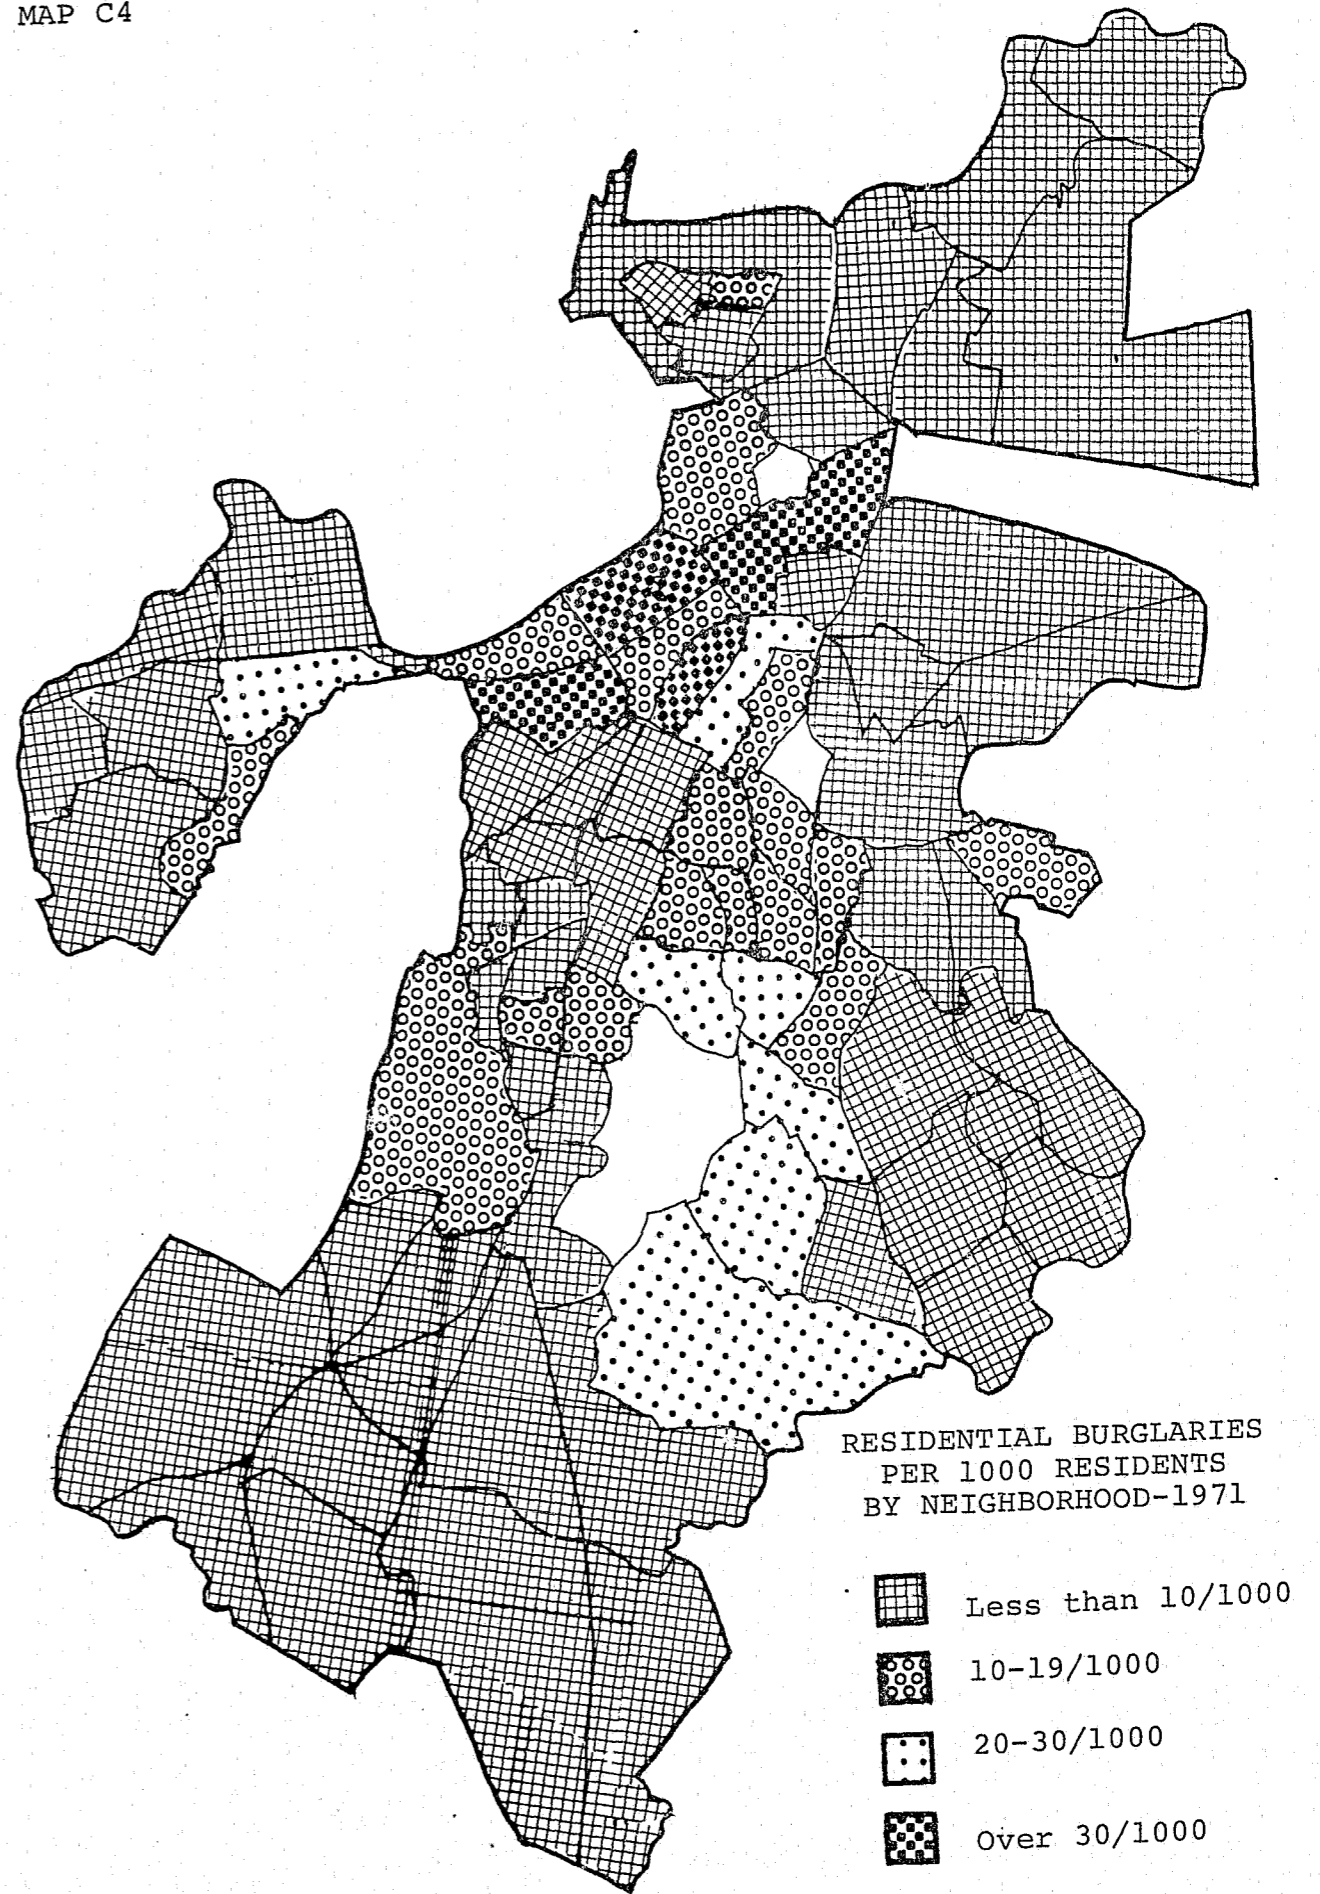 MAP C4
RESIDENTIAL BURGLARIES
PER 1000 RESIDENTS
BY NEIGHBORHOOD-1971
Less than 10/1000
10-19/1000
20-30/1000
Over 30/1000